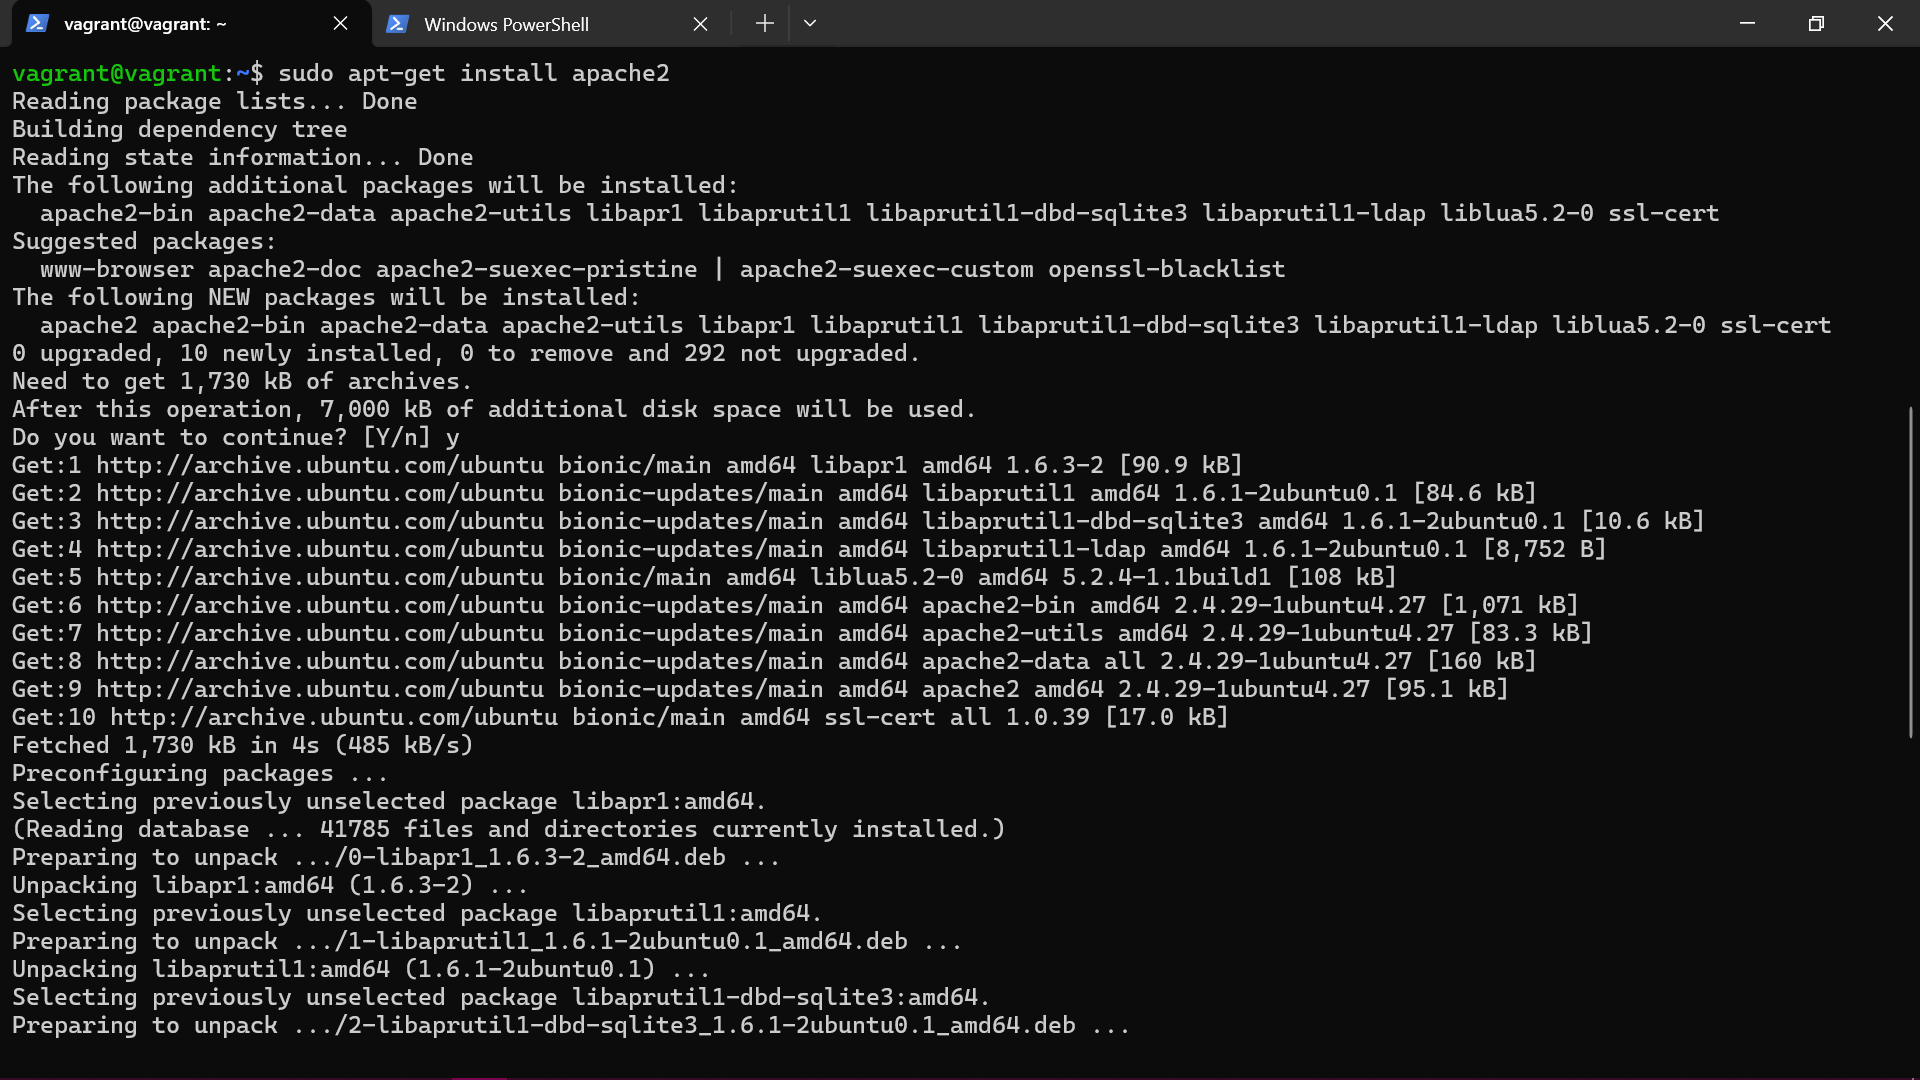 vagrant@vagrant: ~
Windows PowerShell
vagrant@vagrant:~$ sudo apt-get install apache2
Reading package lists... Done
Building dependency tree
Reading state information... Done
The following additional packages will be installed:
  apache2-bin apache2-data apache2-utils libapr1 libaprutil1 libaprutil1-dbd-sqlite3 libaprutil1-ldap liblua5.2-0 ssl-cert
Suggested packages:
  www-browser apache2-doc apache2-suexec-pristine | apache2-suexec-custom openssl-blacklist
The following NEW packages will be installed:
  apache2 apache2-bin apache2-data apache2-utils libapr1 libaprutil1 libaprutil1-dbd-sqlite3 libaprutil1-ldap liblua5.2-0 ssl-cert
0 upgraded, 10 newly installed, 0 to remove and 292 not upgraded.
Need to get 1,730 kB of archives.
After this operation, 7,000 kB of additional disk space will be used.
Do you want to continue? [Y/n] y
Get:1 http://archive.ubuntu.com/ubuntu bionic/main amd64 libapr1 amd64 1.6.3-2 [90.9 kB]
Get:2 http://archive.ubuntu.com/ubuntu bionic-updates/main amd64 libaprutil1 amd64 1.6.1-2ubuntu0.1 [84.6 kB]
Get:3 http://archive.ubuntu.com/ubuntu bionic-updates/main amd64 libaprutil1-dbd-sqlite3 amd64 1.6.1-2ubuntu0.1 [10.6 kB]
Get:4 http://archive.ubuntu.com/ubuntu bionic-updates/main amd64 libaprutil1-ldap amd64 1.6.1-2ubuntu0.1 [8,752 B]
Get:5 http://archive.ubuntu.com/ubuntu bionic/main amd64 liblua5.2-0 amd64 5.2.4-1.1build1 [108 kB]
Get:6 http://archive.ubuntu.com/ubuntu bionic-updates/main amd64 apache2-bin amd64 2.4.29-1ubuntu4.27 [1,071 kB]
Get:7 http://archive.ubuntu.com/ubuntu bionic-updates/main amd64 apache2-utils amd64 2.4.29-1ubuntu4.27 [83.3 kB]
Get:8 http://archive.ubuntu.com/ubuntu bionic-updates/main amd64 apache2-data all 2.4.29-1ubuntu4.27 [160 kB]
Get:9 http://archive.ubuntu.com/ubuntu bionic-updates/main amd64 apache2 amd64 2.4.29-1ubuntu4.27 [95.1 kB]
Get:10 http://archive.ubuntu.com/ubuntu bionic/main amd64 ssl-cert all 1.0.39 [17.0 kB]
Fetched 1,730 kB in 4s (485 kB/s)
Preconfiguring packages ...
Selecting previously unselected package libapr1:amd64.
(Reading database ... 41785 files and directories currently installed.)
Preparing to unpack .../0-libapr1_1.6.3-2_amd64.deb ...
Unpacking libapr1:amd64 (1.6.3-2) ...
Selecting previously unselected package libaprutil1:amd64.
Preparing to unpack .../1-libaprutil1_1.6.1-2ubuntu0.1_amd64.deb ...
Unpacking libaprutil1:amd64 (1.6.1-2ubuntu0.1) ...
Selecting previously unselected package libaprutil1-dbd-sqlite3:amd64.
Preparing to unpack .../2-libaprutil1-dbd-sqlite3_1.6.1-2ubuntu0.1_amd64.deb ...